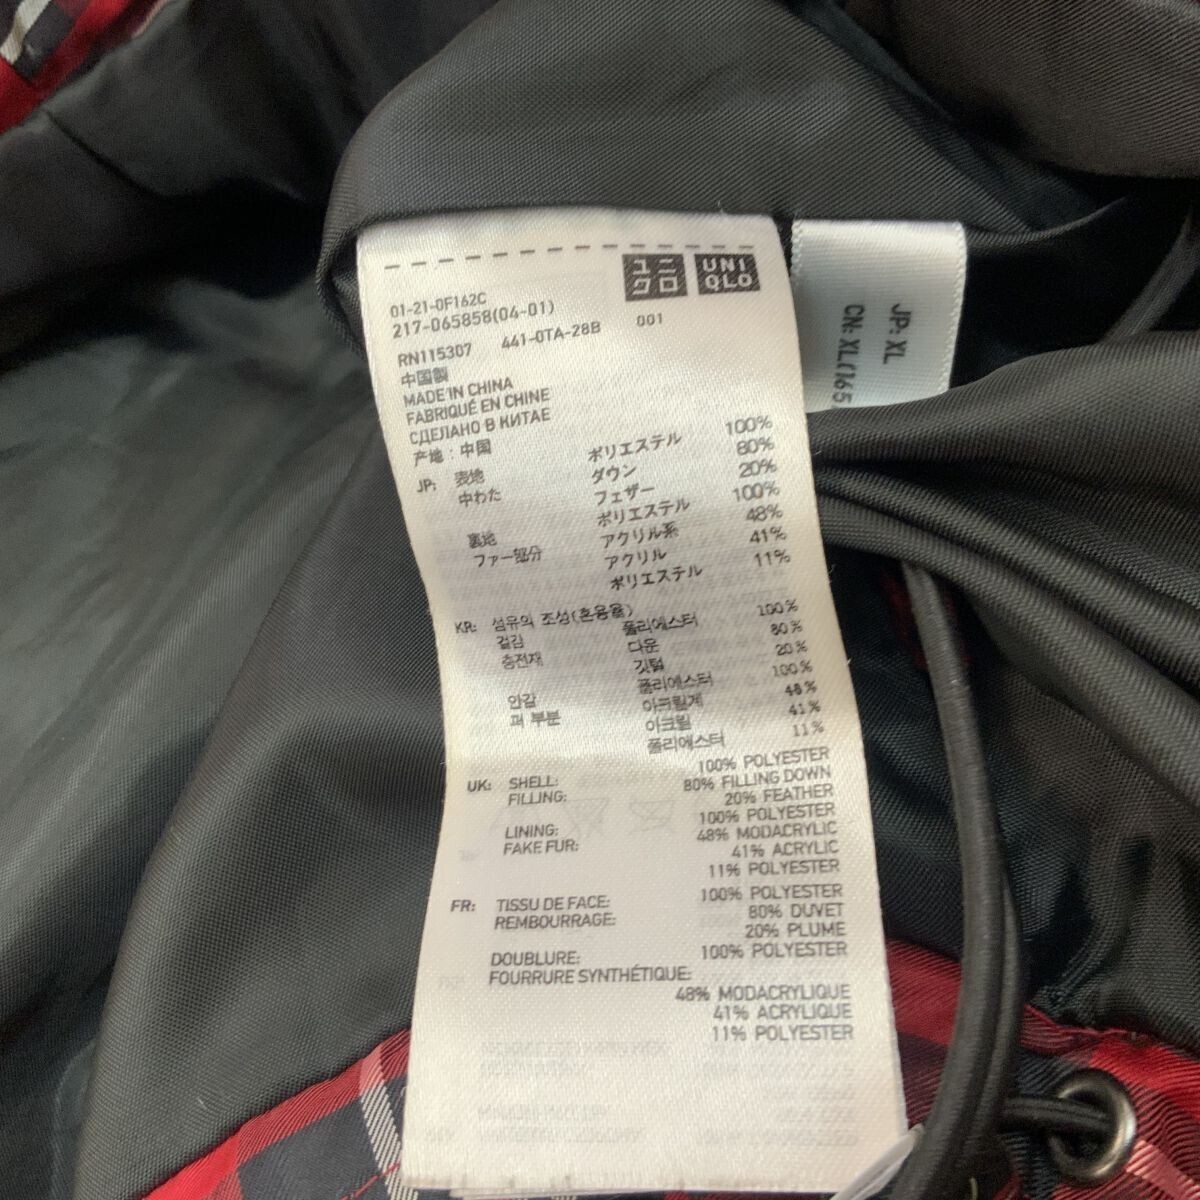 ユニ
クロ
UNI
QLO
01-21-0F162C
217-065858(04-01)
RN115307 441-0TA-28B 001
中国製
MADE IN CHINA
FABRIQUÉ EN CHINE
СДЕЛАНО В КИТАЕ
产地：中国
JP: 表地 ポリエステル 100%
中わた ダウン 80%
フェザー 20%
裏地 ポリエステル 100%
ファー部分 アクリル系 48%
アクリル 41%
ポリエステル 11%
KR: 섬유의 조성(혼용률)
겉감 폴리에스터 100%
충전재 다운 80%
깃털 20%
안감 폴리에스터 100%
퍼 부분 아크릴계 48%
아크릴 41%
폴리에스터 11%
UK: SHELL: 100% POLYESTER
FILLING: 80% FILLING DOWN
20% FEATHER
LINING: 100% POLYESTER
FAKE FUR: 48% MODACRYLIC
41% ACRYLIC
11% POLYESTER
FR: TISSU DE FACE: 100% POLYESTER
REMBOURRAGE: 80% DUVET
20% PLUME
DOUBLURE: 100% POLYESTER
FOURRURE SYNTHÉTIQUE:
48% MODACRYLIQUE
41% ACRYLIQUE
11% POLYESTER
JP: XL
CN: XL(165